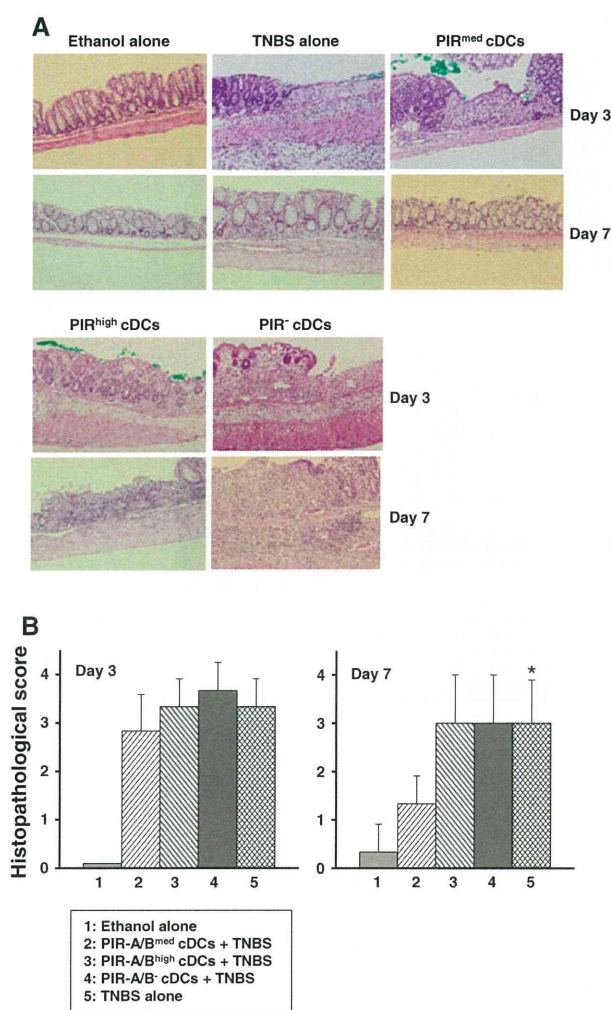 A
Ethanol alone TNBS alone PIRmed cDCs
Day 3
Day 7
PIRhigh cDCs PIR- cDCs
Day 3
Day 7
B
Histopathological score
Day 3
4
3
2
1
0
1 2 3 4 5
Day 7
*
4
3
2
1
0
1 2 3 4 5
1: Ethanol alone
2: PIR-A/Bmed cDCs + TNBS
3: PIR-A/Bhigh cDCs + TNBS
4: PIR-A/B- cDCs + TNBS
5: TNBS alone